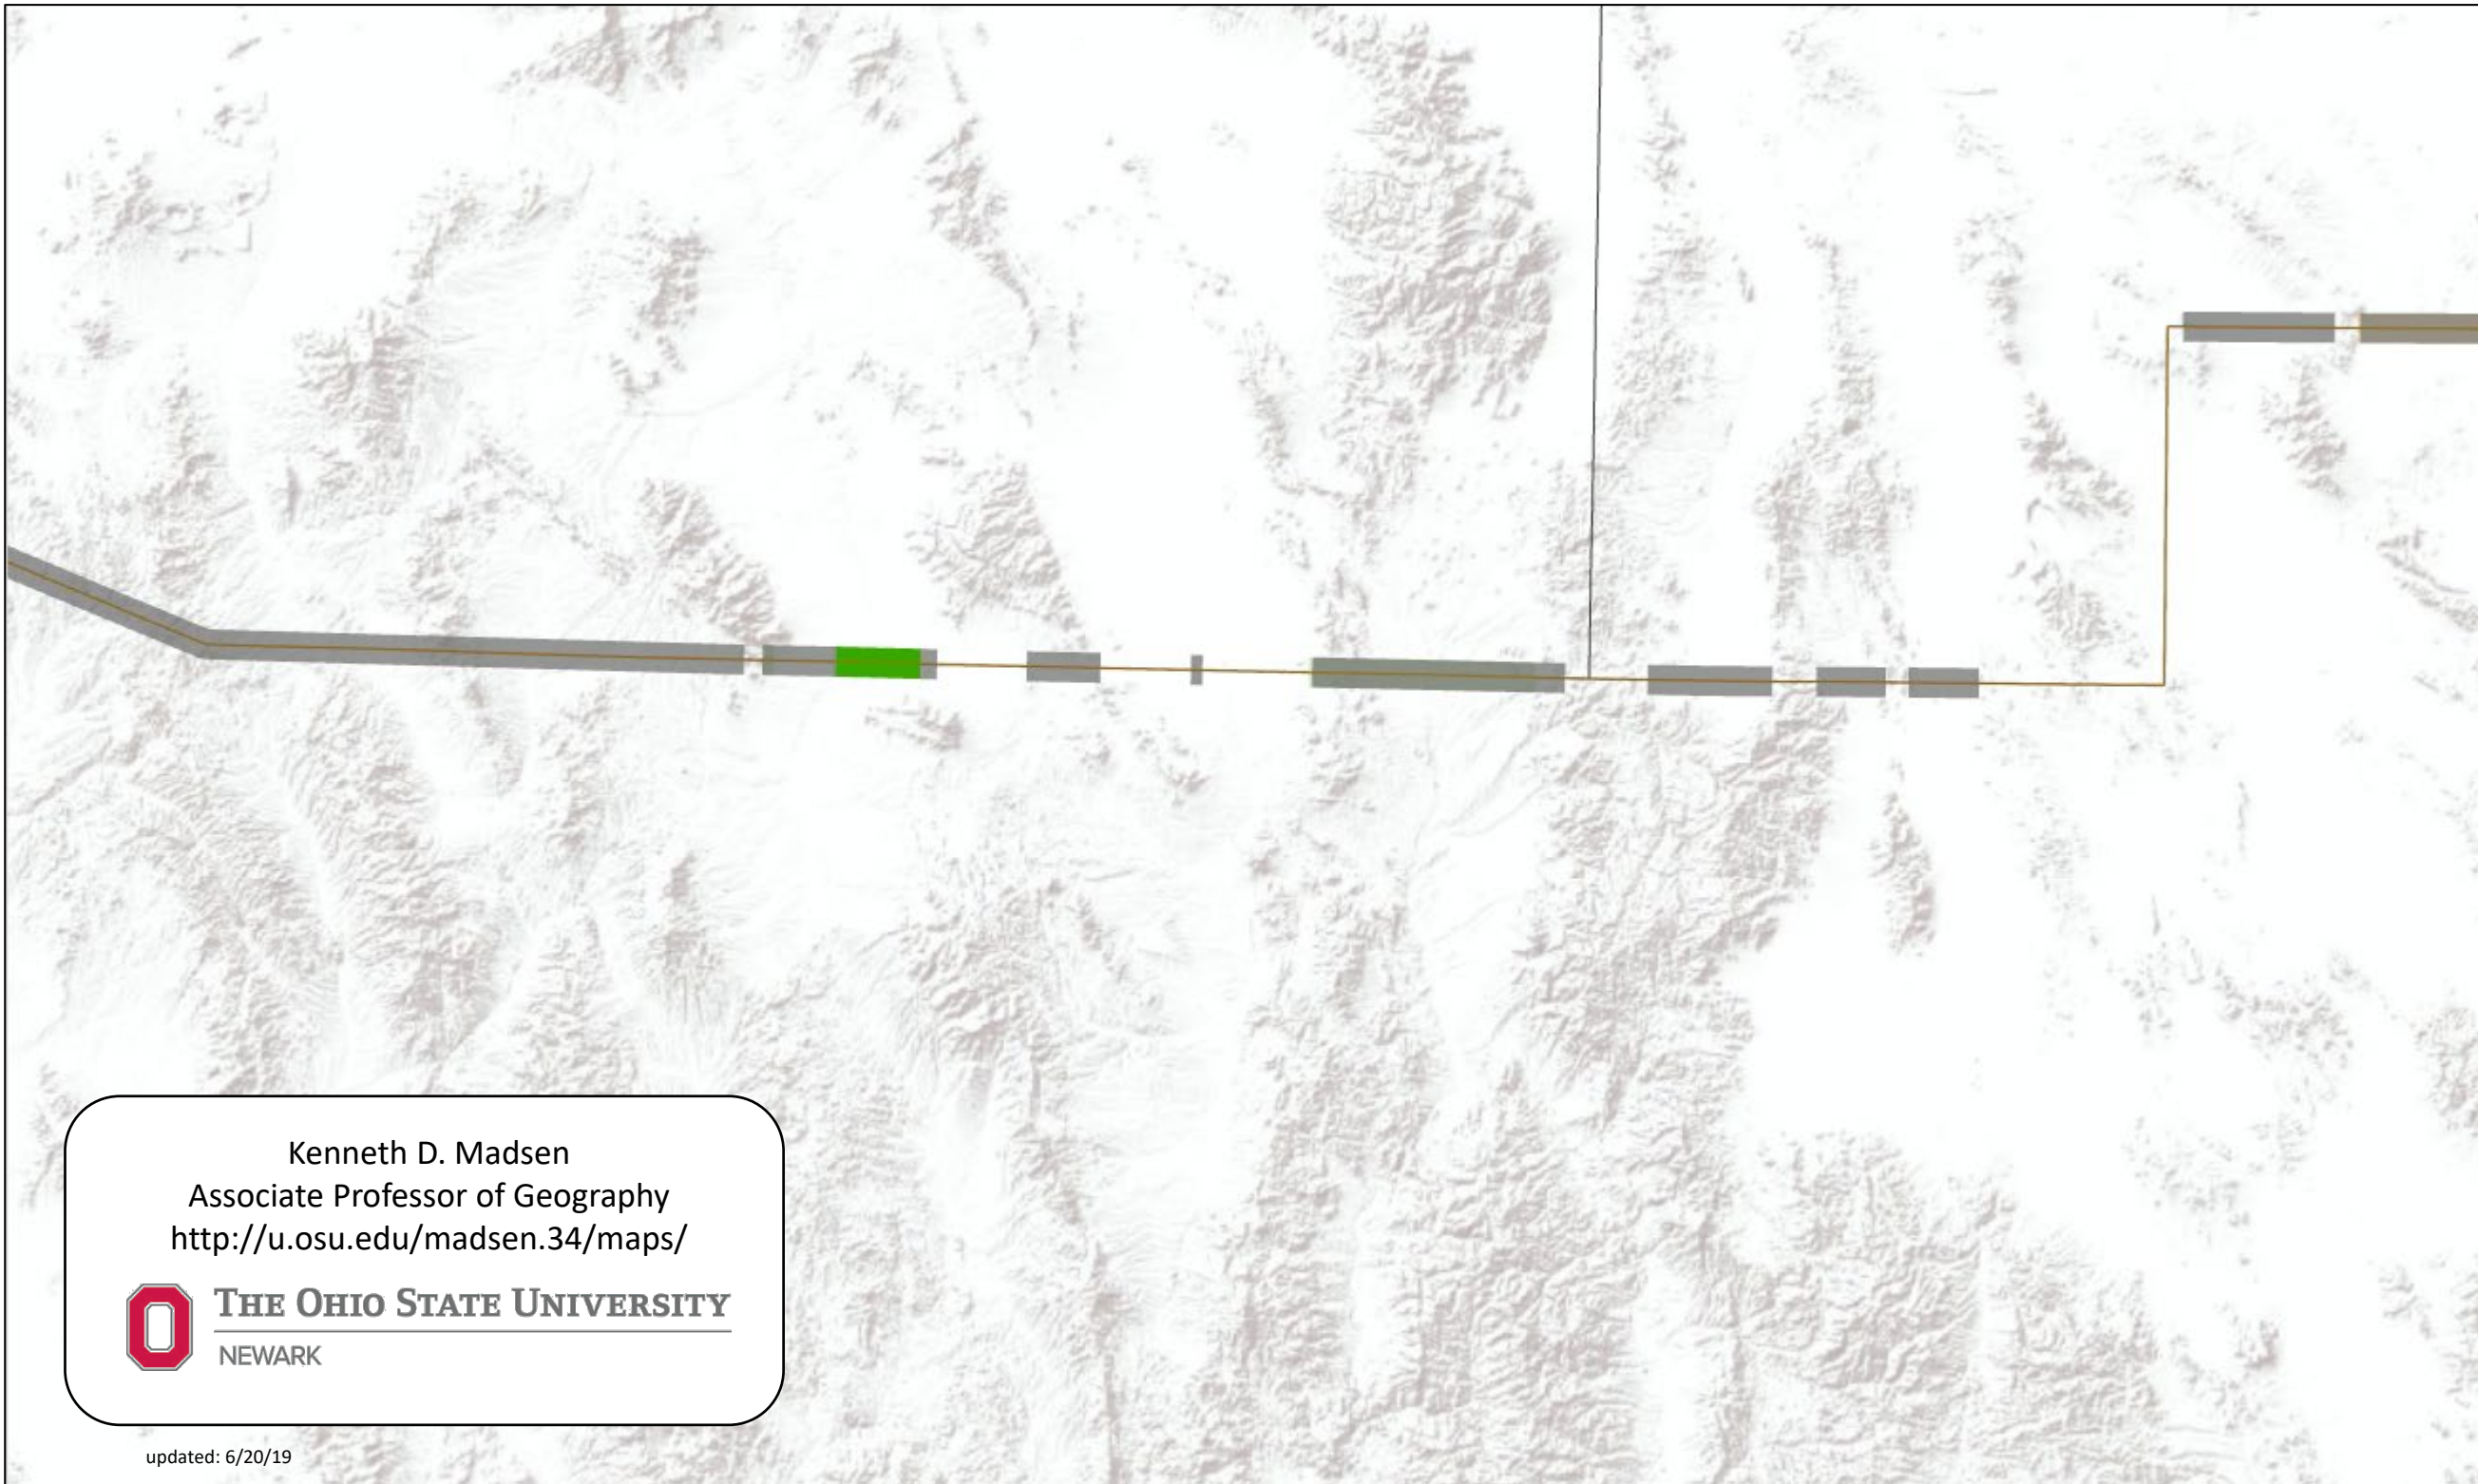 Kenneth D. Madsen
Associate Professor of Geography
http://u.osu.edu/madsen.34/maps/
THE OHIO STATE UNIVERSITY
NEWARK
updated: 6/20/19